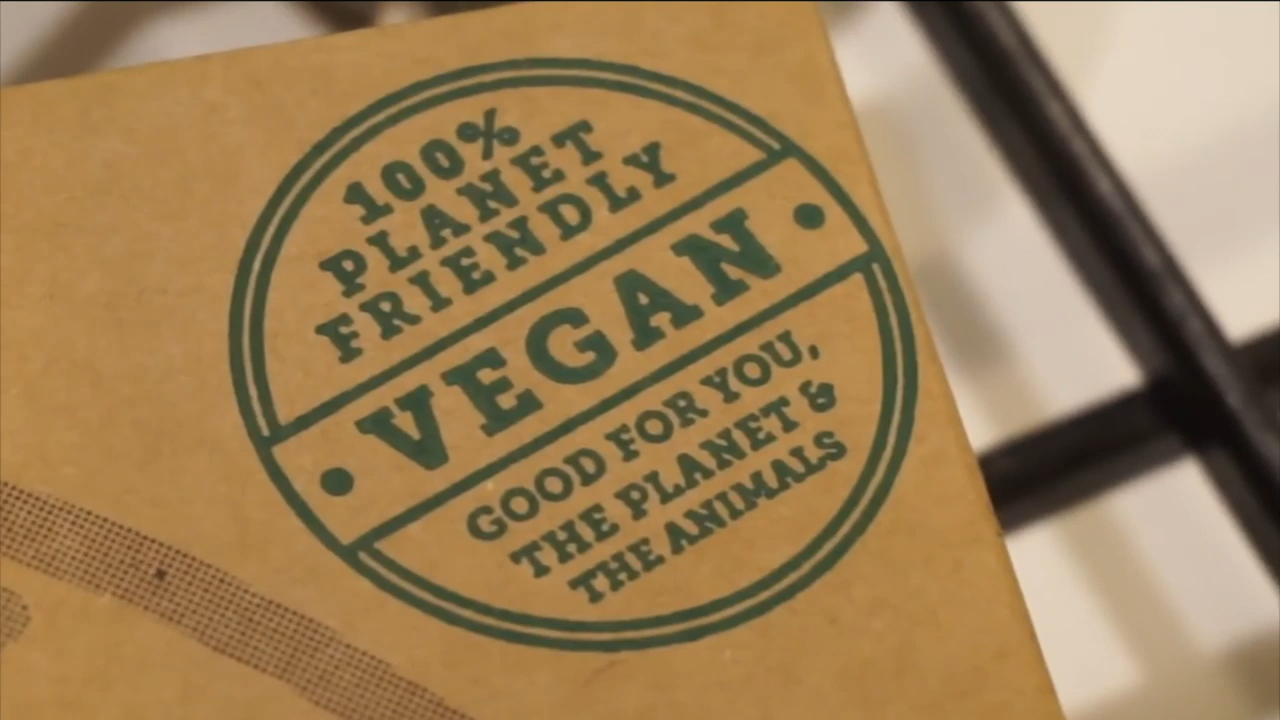 100%
PLANET
FRIENDLY
• VEGAN •
GOOD FOR YOU,
THE PLANET &
THE ANIMALS